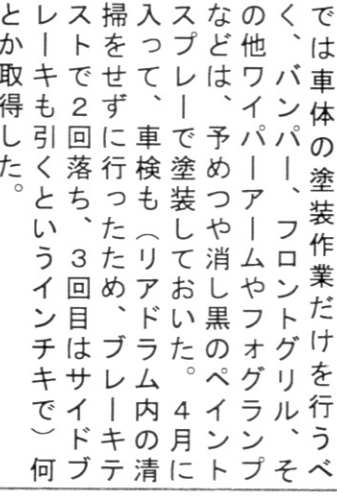 では車体の塗装作業だけを行うべ
く、バンパー、フロントグリル、そ
の他ワイパーアームやフォグランプ
などは、予めつや消し黒のペイント
スプレーで塗装しておいた。4月に
入って、車検も（リアドラム内の清
掃をせずに行ったため、ブレーキテ
ストで2回落ち、3回目はサイドブ
レーキも引くというインチキで）何
とか取得した。